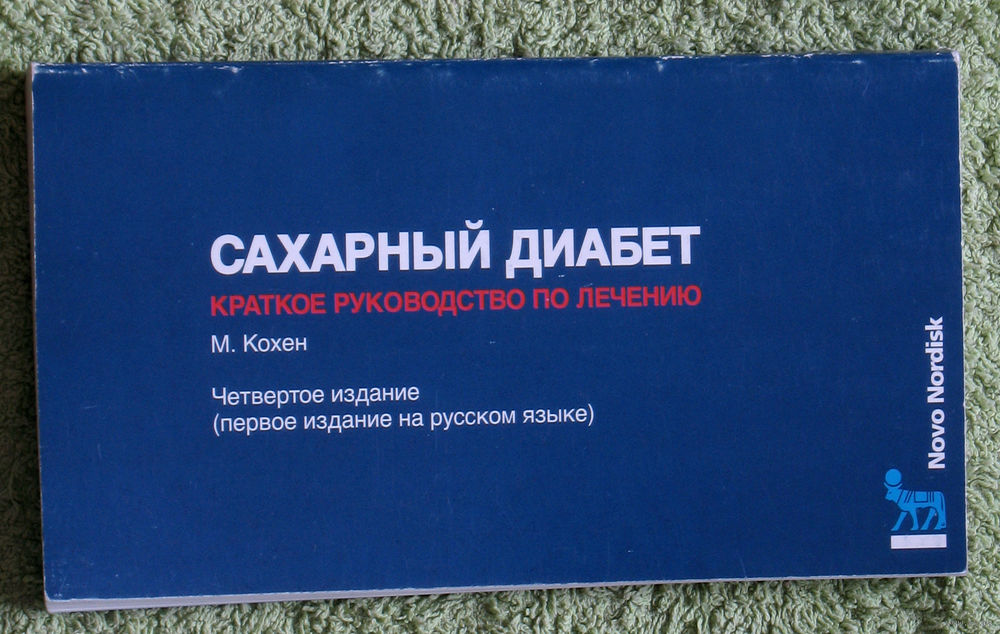 САХАРНЫЙ ДИАБЕТ
КРАТКОЕ РУКОВОДСТВО ПО ЛЕЧЕНИЮ
М. Кохен
Четвертое издание
(первое издание на русском языке)
Novo Nordisk